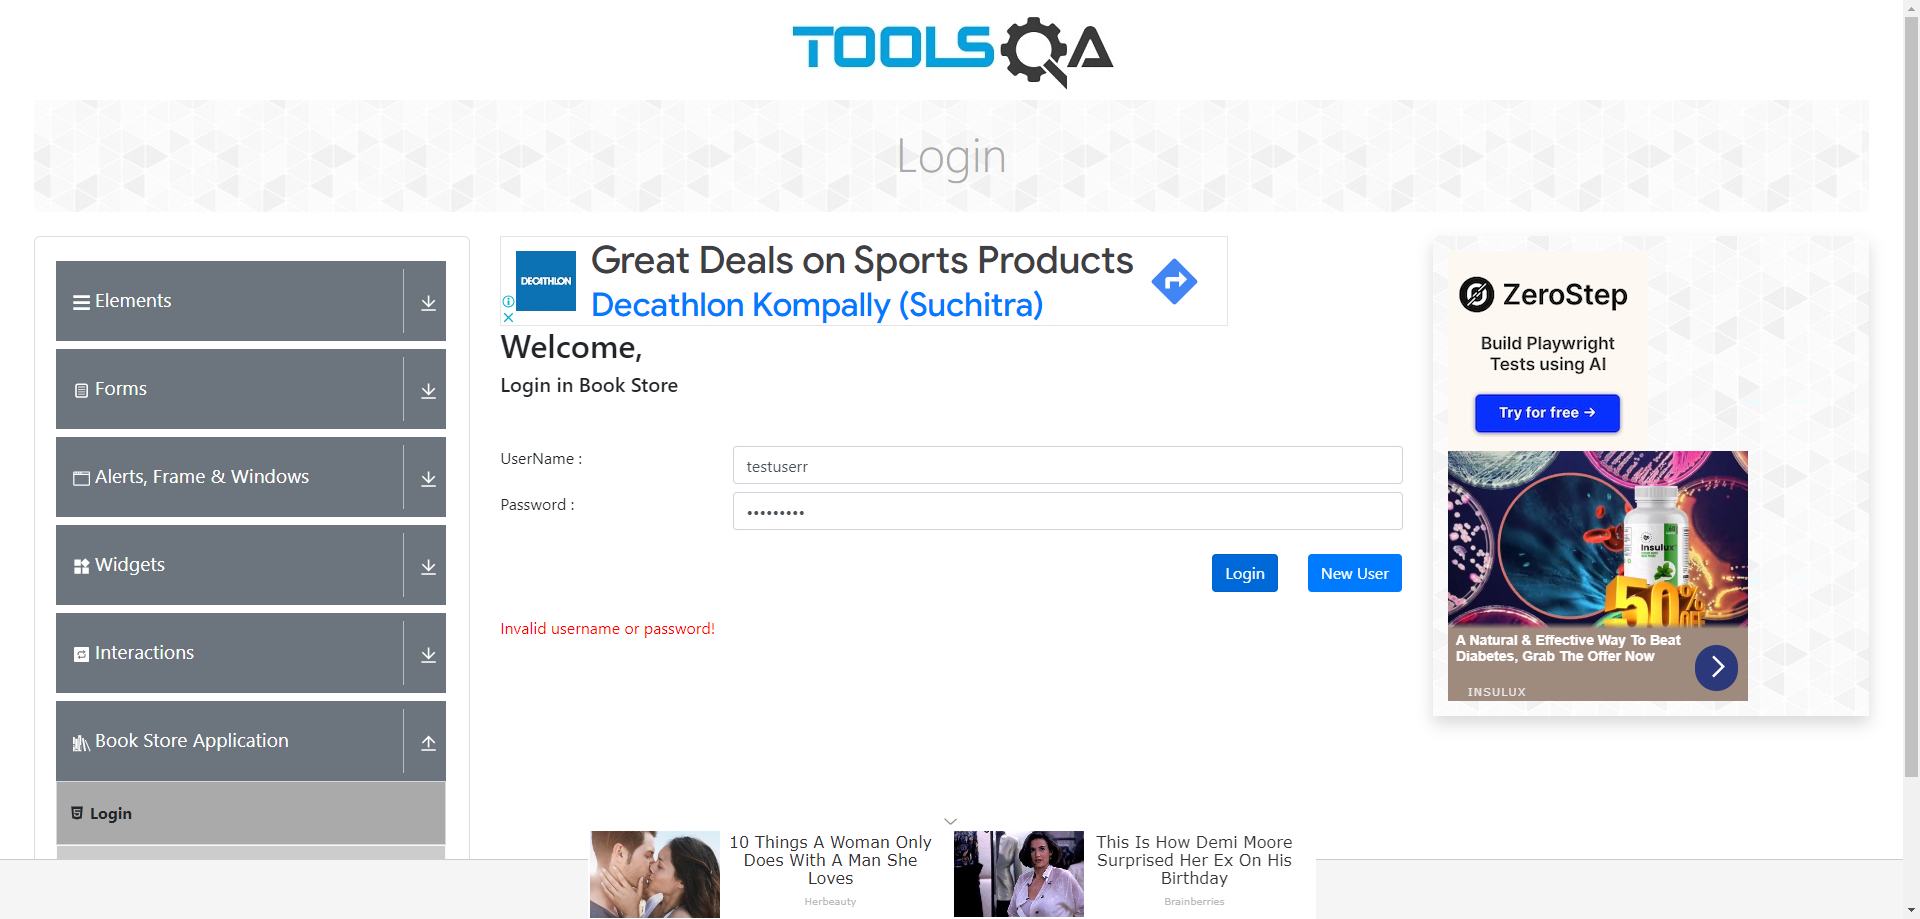 TOOLSQA
Login
Elements
Forms
Alerts, Frame & Windows
Widgets
Interactions
Book Store Application
Login
DECATHLON
Great Deals on Sports Products
Decathlon Kompally (Suchitra)
Welcome,
Login in Book Store
UserName :
testuserr
Password :
•••••••••
Login
New User
Invalid username or password!
ZeroStep
Build Playwright
Tests using AI
Try for free →
Insulux
50%
OFF
A Natural & Effective Way To Beat
Diabetes, Grab The Offer Now
INSULUX
10 Things A Woman Only
Does With A Man She
Loves
Herbeauty
This Is How Demi Moore
Surprised Her Ex On His
Birthday
Brainberries